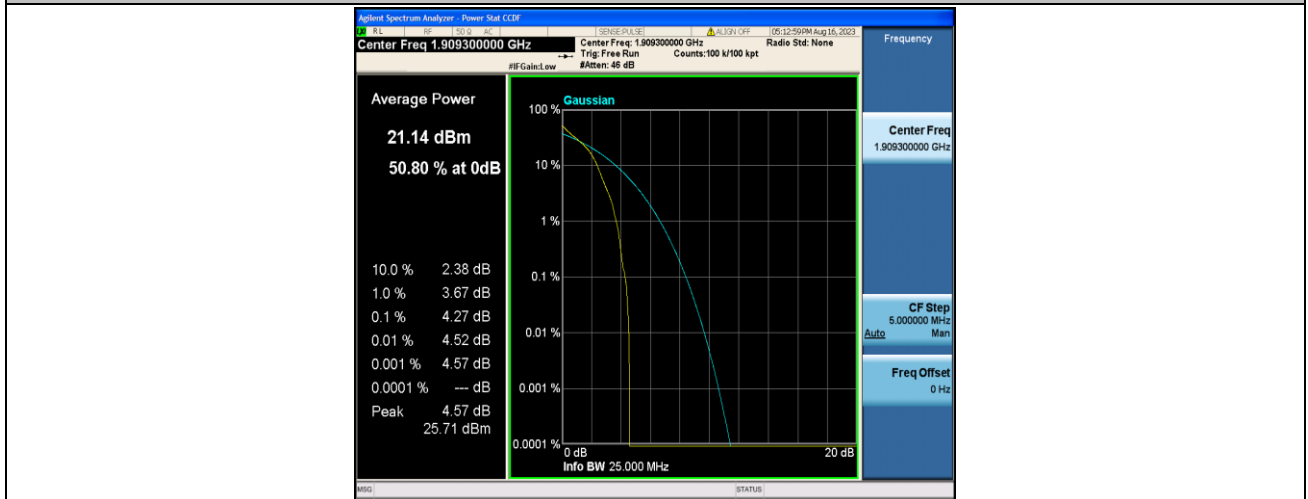 Agilent Spectrum Analyzer - Power Stat CCDF
RL RF 50 Ω AC SENSE:PULSE ALIGN OFF 05:12:59PM Aug 16, 2023
Center Freq 1.909300000 GHz
Center Freq: 1.909300000 GHz Radio Std: None
Trig: Free Run Counts:100 k/100 kpt
#IFGain:Low #Atten: 46 dB
Frequency
Average Power
21.14 dBm
50.80 % at 0dB
10.0 % 2.38 dB
1.0 % 3.67 dB
0.1 % 4.27 dB
0.01 % 4.52 dB
0.001 % 4.57 dB
0.0001 % --- dB
Peak 4.57 dB
25.71 dBm
Gaussian
100 %
10 %
1 %
0.1 %
0.01 %
0.001 %
0.0001 %
0 dB 20 dB
Info BW 25.000 MHz
Center Freq
1.909300000 GHz
CF Step
5.000000 MHz
Auto Man
Freq Offset
0 Hz
MSG STATUS